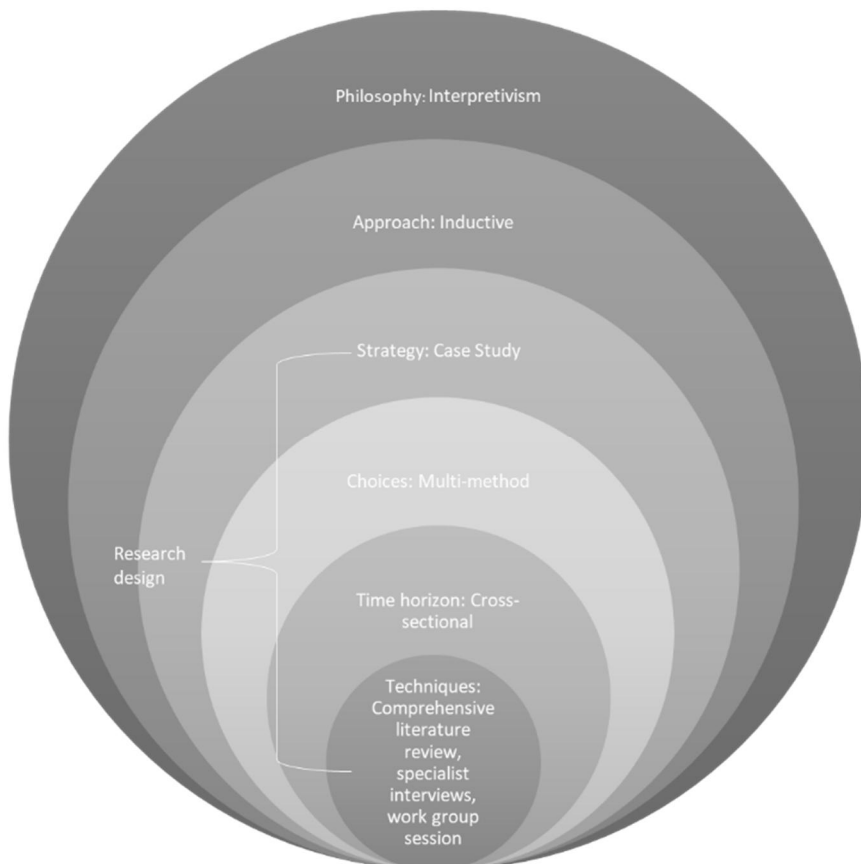 Philosophy: Interpretivism
Approach: Inductive
Strategy: Case Study
Choices: Multi-method
Research
design
Time horizon: Cross-
sectional
Techniques:
Comprehensive
literature
review,
specialist
interviews,
work group
session